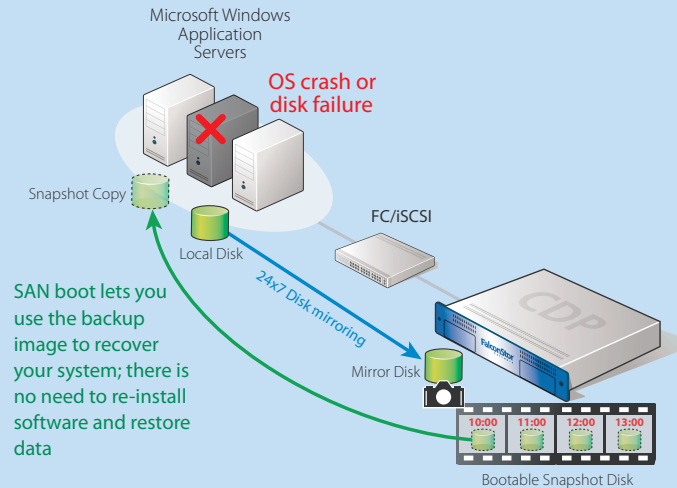 Microsoft Windows
Application
Servers
OS crash or
disk failure
Snapshot Copy
Local Disk
FC/iSCSI
24x7 Disk mirroring
SAN boot lets you
use the backup
image to recover
your system; there is
no need to re-install
software and restore
data
CDP
FalconStor
Mirror Disk
10:00 11:00 12:00 13:00
Bootable Snapshot Disk